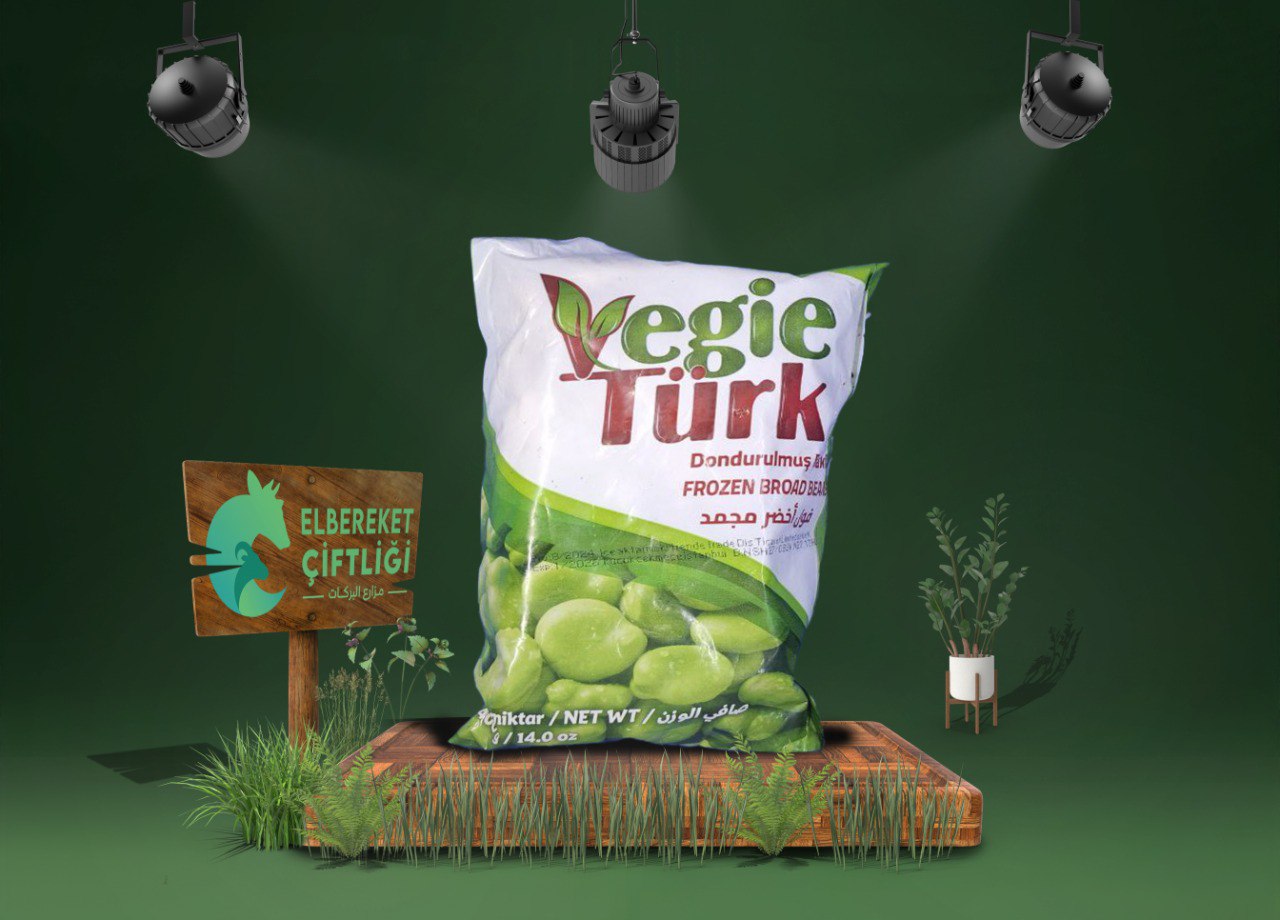 Vegie
Türk
Dondurulmuş
FROZEN BROAD
فول أخضر مجمد
miktar / NET WT / صافي الوزن
/ 14.0 oz
ELBEREKET
ÇİFTLİĞİ
مزارع البركات